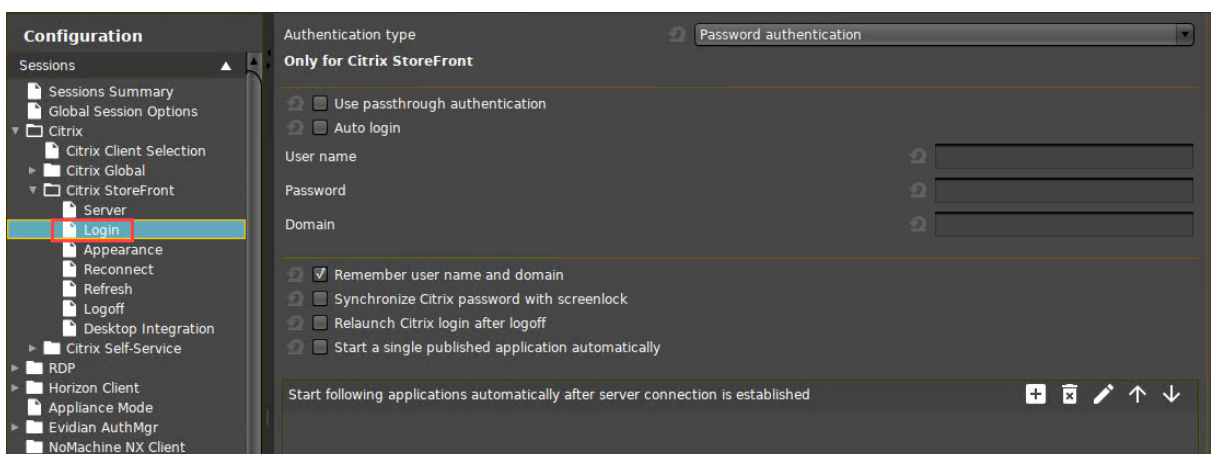 Configuration
Sessions
Sessions Summary
Global Session Options
Citrix
Citrix Client Selection
Citrix Global
Citrix StoreFront
Server
Login
Appearance
Reconnect
Refresh
Logoff
Desktop Integration
Citrix Self-Service
RDP
Horizon Client
Appliance Mode
Evidian AuthMgr
NoMachine NX Client
Authentication type
Password authentication
Only for Citrix StoreFront
Use passthrough authentication
Auto login
User name
Password
Domain
Remember user name and domain
Synchronize Citrix password with screenlock
Relaunch Citrix login after logoff
Start a single published application automatically
Start following applications automatically after server connection is established